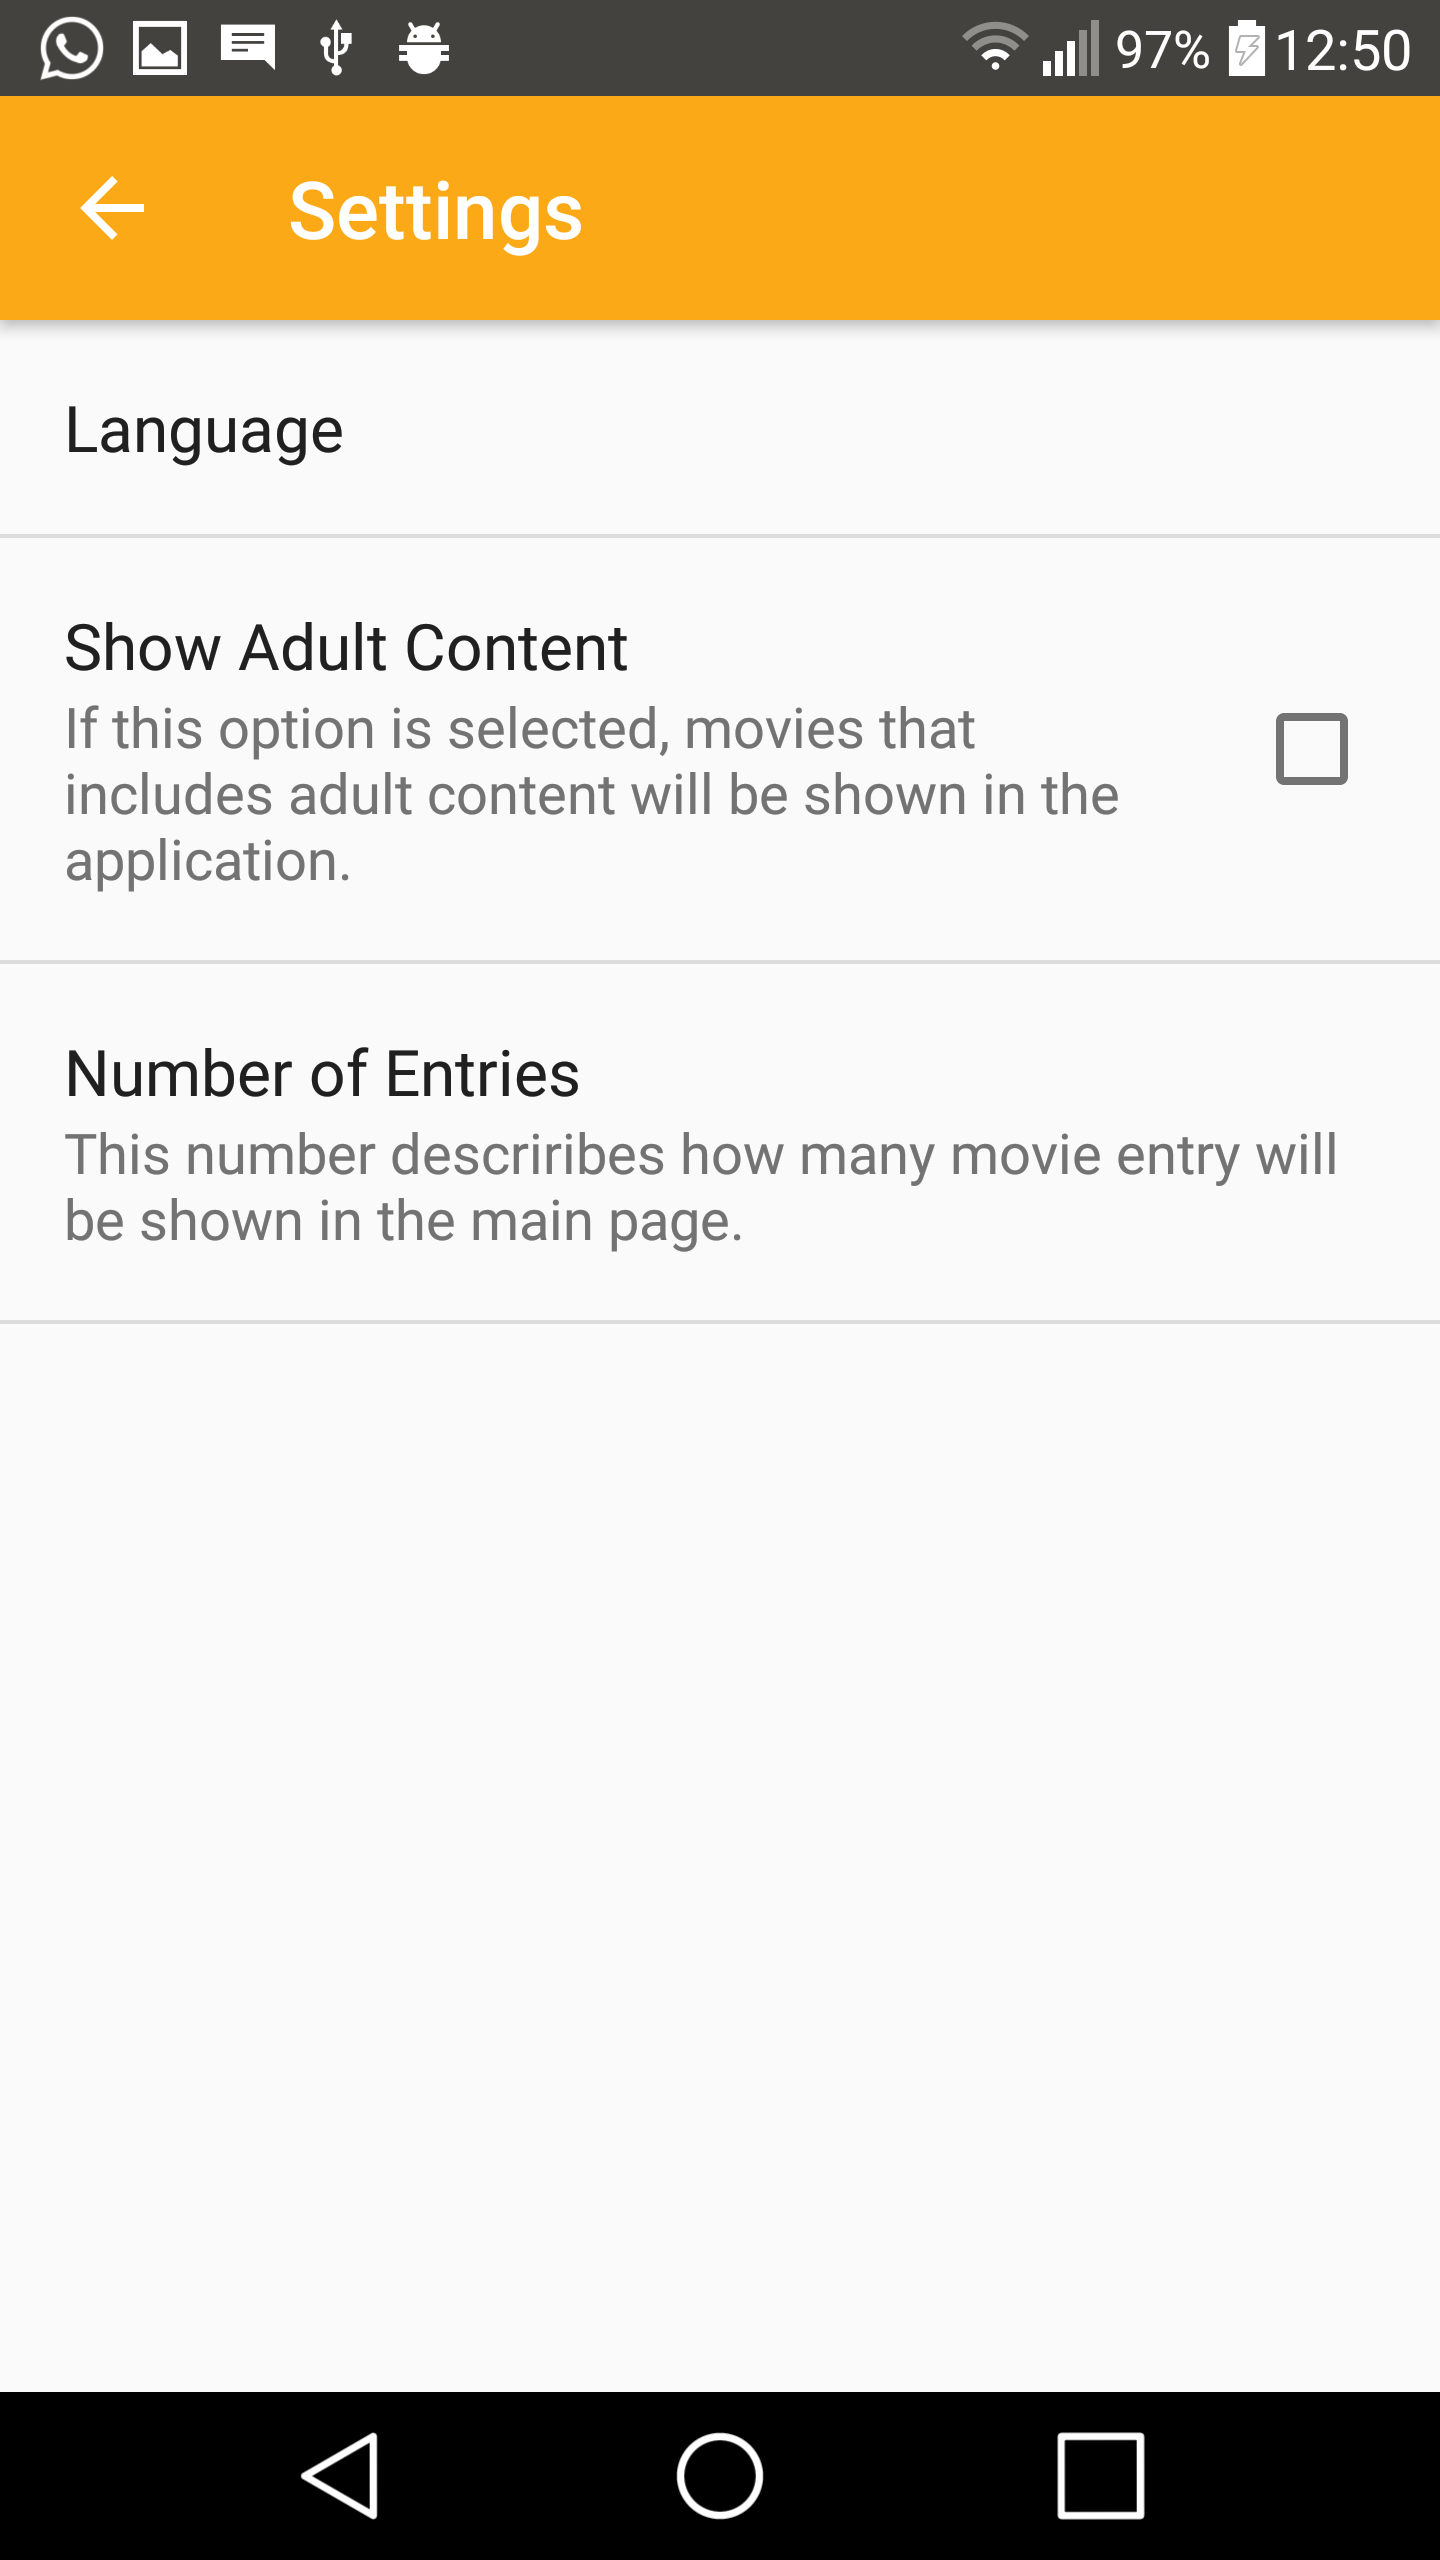 97% 12:50
Settings
Language
Show Adult Content
If this option is selected, movies that
includes adult content will be shown in the
application.
Number of Entries
This number descriribes how many movie entry will
be shown in the main page.